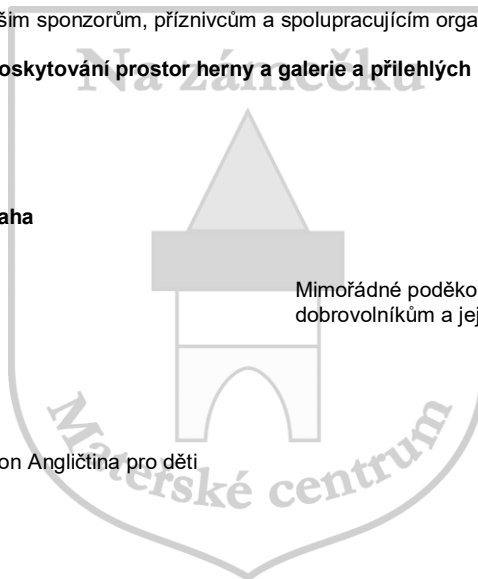 šim sponzorům, příznivcům a spolupracujícím orga
oskytování prostor herny a galerie a přilehlých
Na zámečku
aha
Mimořádné poděko
dobrovolníkům a jej
on Angličtina pro děti
Mateřské centrum